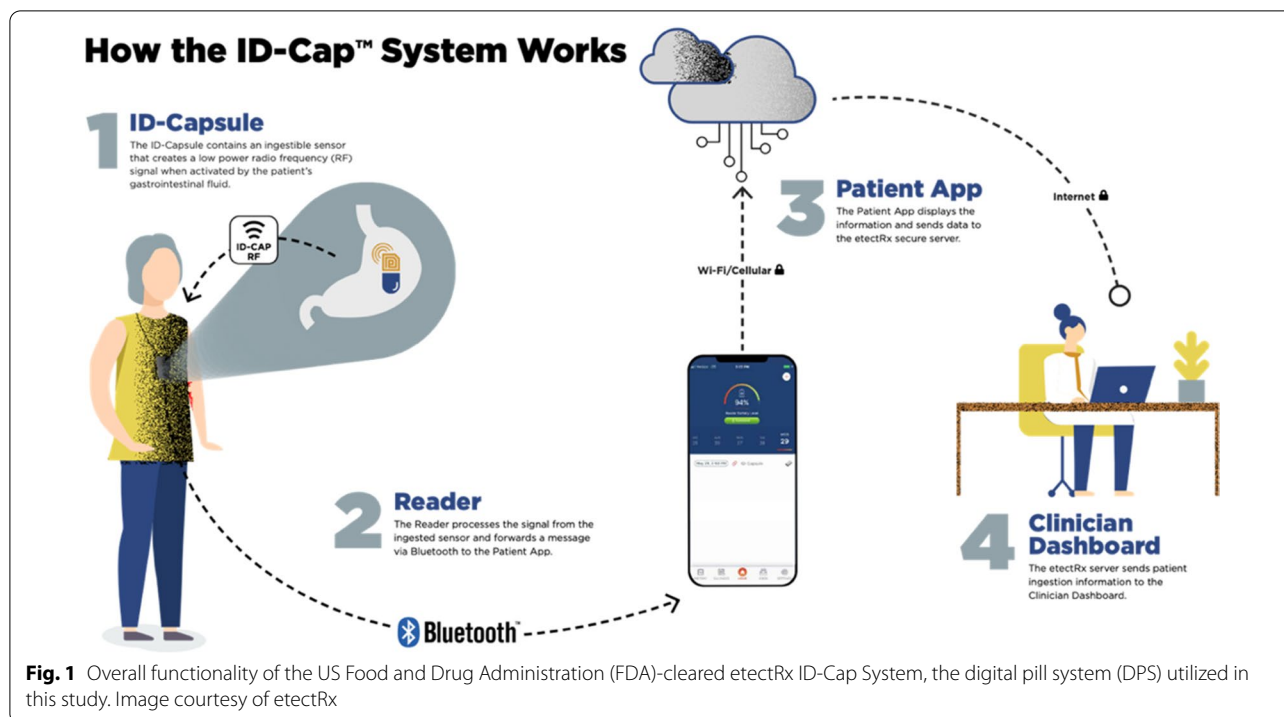 How the ID-Cap™ System Works
1
ID-Capsule
The ID-Capsule contains an ingestible sensor
that creates a low power radio frequency (RF)
signal when activated by the patient's
gastrointestinal fluid.
ID-CAP
RF
2
Reader
The Reader processes the signal from the
ingested sensor and forwards a message
via Bluetooth to the Patient App.
Bluetooth™
Wi-Fi/Cellular
94%
29
3
Patient App
The Patient App displays the
information and sends data to
the etectRx secure server.
Internet
4
Clinician
Dashboard
The etectRx server sends patient
ingestion information to the
Clinician Dashboard.
Fig. 1 Overall functionality of the US Food and Drug Administration (FDA)-cleared etectRx ID-Cap System, the digital pill system (DPS) utilized in
this study. Image courtesy of etectRx